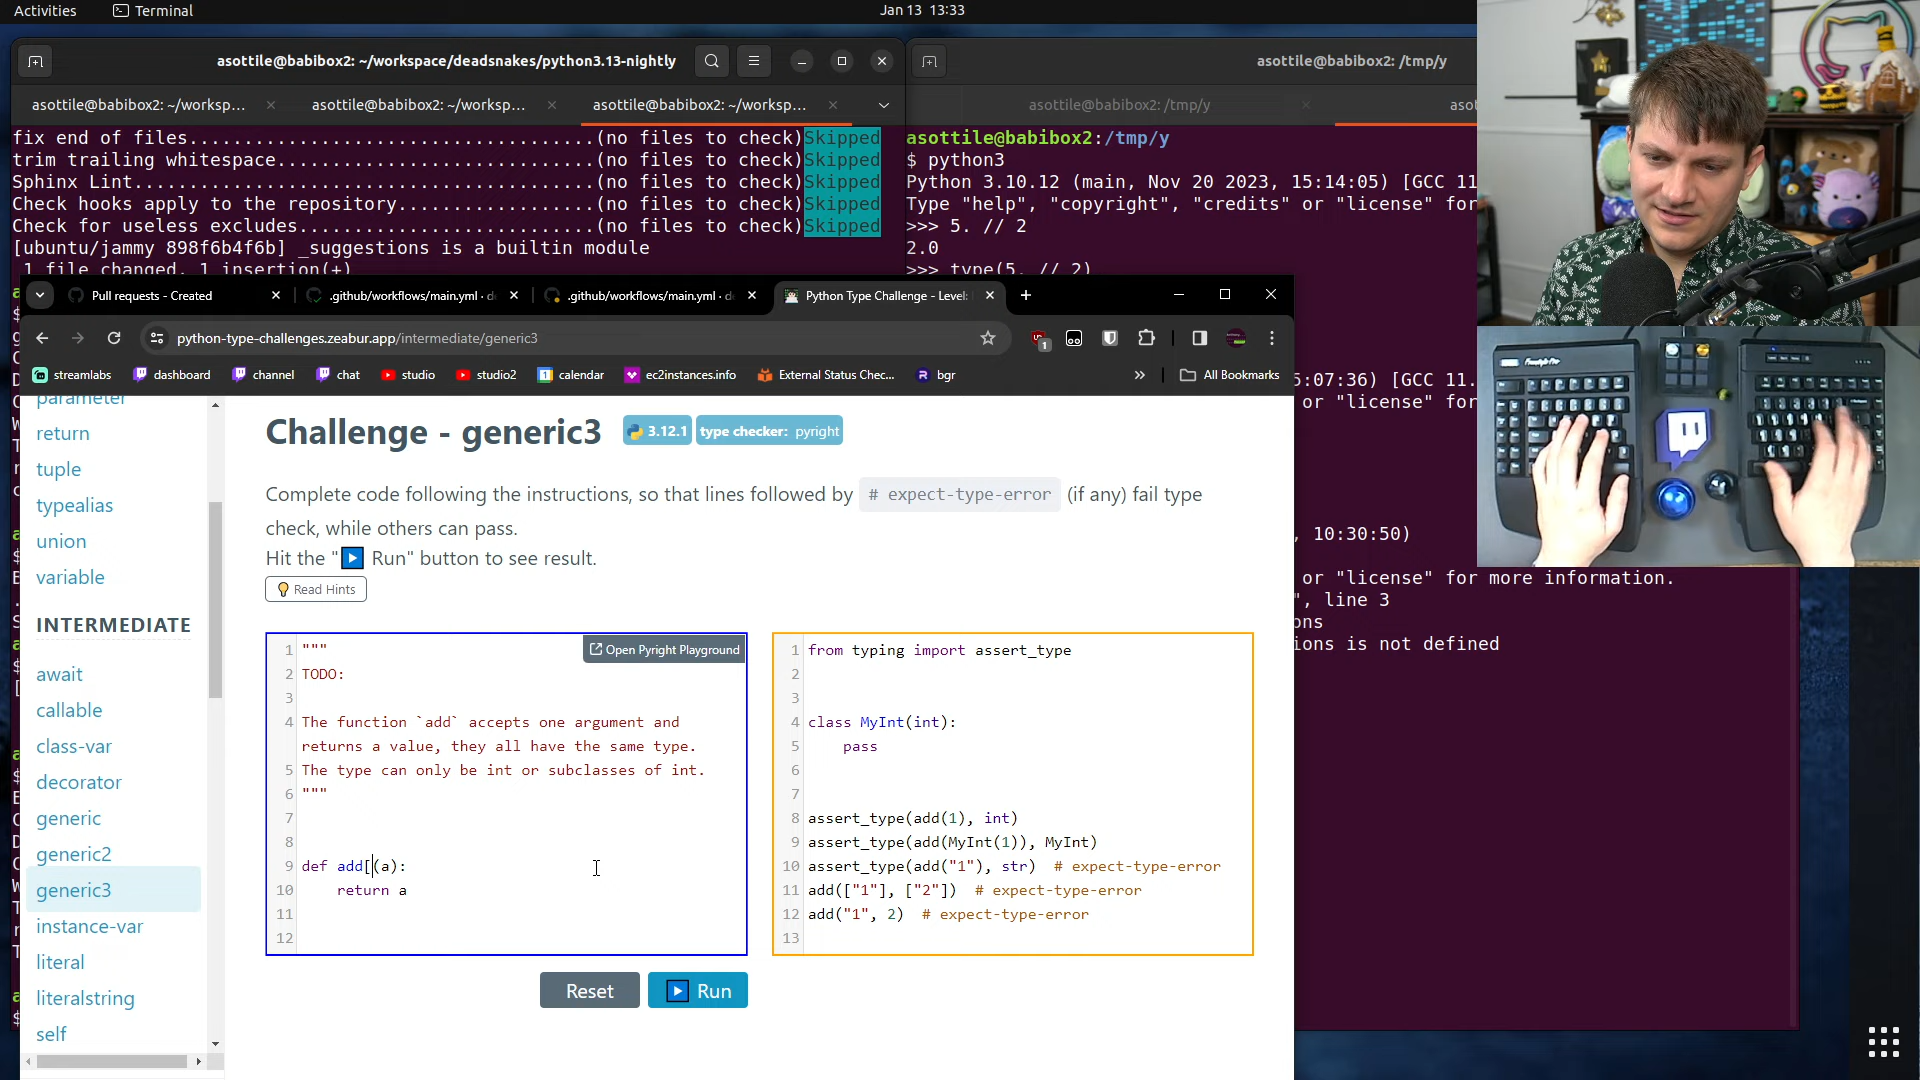 Activities
Terminal
Jan 13 13:33
asottile@babibox2: ~/workspace/deadsnakes/python3.13-nightly
asottile@babibox2: /tmp/y
asottile@babibox2: ~/worksp...
asottile@babibox2: ~/worksp...
asottile@babibox2: ~/worksp...
asottile@babibox2: /tmp/y
fix end of files...................................(no files to check)Skipped
trim trailing whitespace...........................(no files to check)Skipped
Sphinx Lint........................................(no files to check)Skipped
Check hooks apply to the repository................(no files to check)Skipped
Check for useless excludes.........................(no files to check)Skipped
[ubuntu/jammy 898f6b4f6b] _suggestions is a builtin module
1 file changed, 1 insertion(+)
asottile@babibox2:/tmp/y
$ python3
Python 3.10.12 (main, Nov 20 2023, 15:14:05) [GCC 11
Type "help", "copyright", "credits" or "license" for
>>> 5. // 2
2.0
>>> type(5. // 2)
5:07:36) [GCC 11.
or "license" for
, 10:30:50)
or "license" for more information.
", line 3
ons
ions is not defined
Pull requests - Created
.github/workflows/main.yml · d
.github/workflows/main.yml · d
Python Type Challenge - Level:
python-type-challenges.zeabur.app/intermediate/generic3
1
streamlabs
dashboard
channel
chat
studio
studio2
calendar
ec2instances.info
External Status Chec...
bgr
»
All Bookmarks
parameter
return
tuple
typealias
union
variable
INTERMEDIATE
await
callable
class-var
decorator
generic
generic2
generic3
instance-var
literal
literalstring
self
Challenge - generic3
3.12.1
type checker: pyright
Complete code following the instructions, so that lines followed by # expect-type-error (if any) fail type
check, while others can pass.
Hit the "▶ Run" button to see result.
Read Hints
Open Pyright Playground
1 """
2 TODO:
3
4 The function `add` accepts one argument and
returns a value, they all have the same type.
5 The type can only be int or subclasses of int.
6 """
7
8
9 def add[(a):
10     return a
11
12
1 from typing import assert_type
2
3
4 class MyInt(int):
5     pass
6
7
8 assert_type(add(1), int)
9 assert_type(add(MyInt(1)), MyInt)
10 assert_type(add("1"), str)  # expect-type-error
11 add(["1"], ["2"])  # expect-type-error
12 add("1", 2)  # expect-type-error
13
Reset
Run